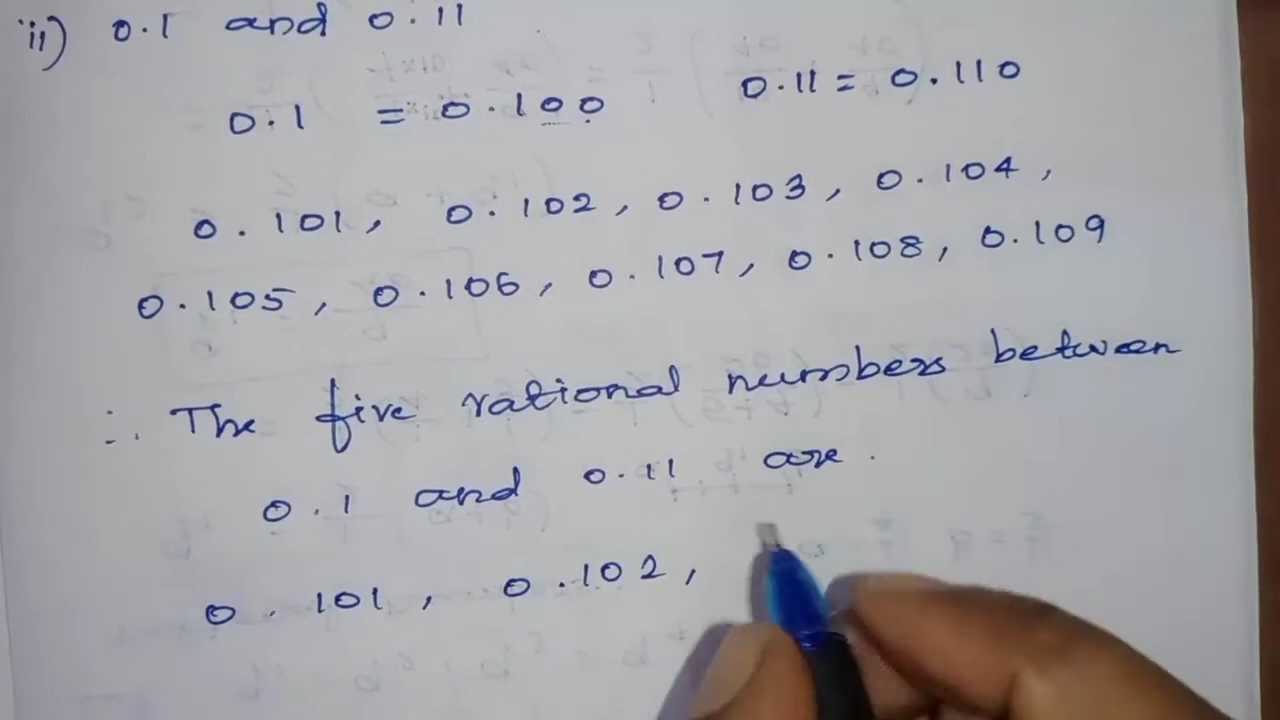 ii) 0.1 and 0.11
0.1 = 0.100 0.11 = 0.110
0.101, 0.102, 0.103, 0.104,
0.105, 0.106, 0.107, 0.108, 0.109
∴ The five rational numbers between
0.1 and 0.11 are.
0.101, 0.102,